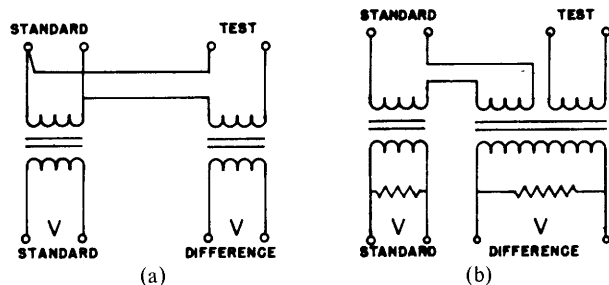 STANDARD TEST
V V
STANDARD DIFFERENCE
(a)
STANDARD TEST
V V
STANDARD DIFFERENCE
(b)